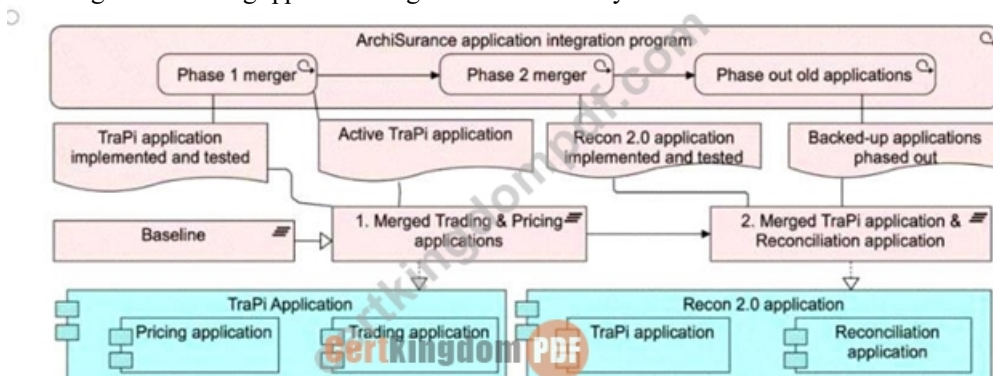 ArchiSurance application integration program
Phase 1 merger
Phase 2 merger
Phase out old applications
TraPi application
implemented and tested
Active TraPi application
Recon 2.0 application
implemented and tested
Backed-up applications
phased out
Baseline
1. Merged Trading & Pricing
applications
2. Merged TraPi application &
Reconciliation application
TraPi Application
Recon 2.0 application
Pricing application
Trading application
TraPi application
Reconciliation
application
certkingdompdf.com
Certkingdom PDF